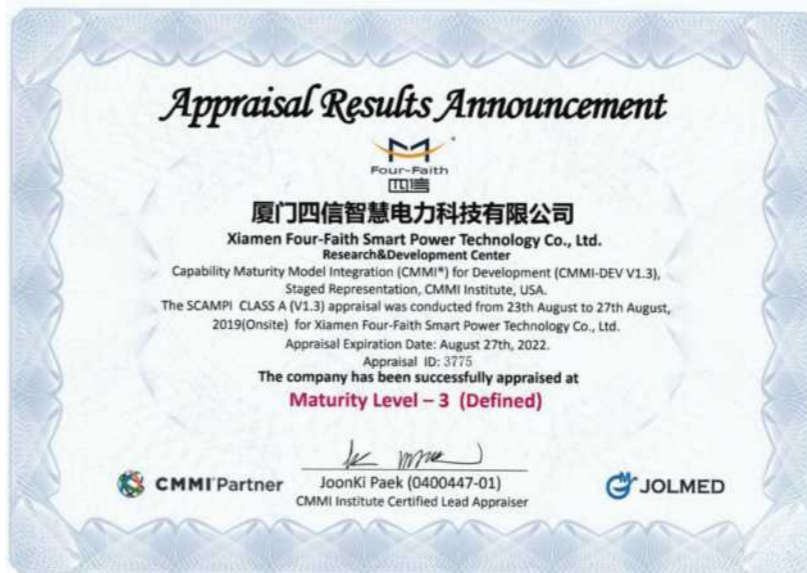 Appraisal Results Announcement
Four-Faith
四信
厦门四信智慧电力科技有限公司
Xiamen Four-Faith Smart Power Technology Co., Ltd.
Research&Development Center
Capability Maturity Model Integration (CMMI®) for Development (CMMI-DEV V1.3),
Staged Representation, CMMI Institute, USA.
The SCAMPI CLASS A (V1.3) appraisal was conducted from 23th August to 27th August,
2019(Onsite) for Xiamen Four-Faith Smart Power Technology Co., Ltd.
Appraisal Expiration Date: August 27th, 2022.
Appraisal ID: 3775
The company has been successfully appraised at
Maturity Level – 3 (Defined)
CMMI Partner
JoonKi Paek (0400447-01)
CMMI Institute Certified Lead Appraiser
JOLMED